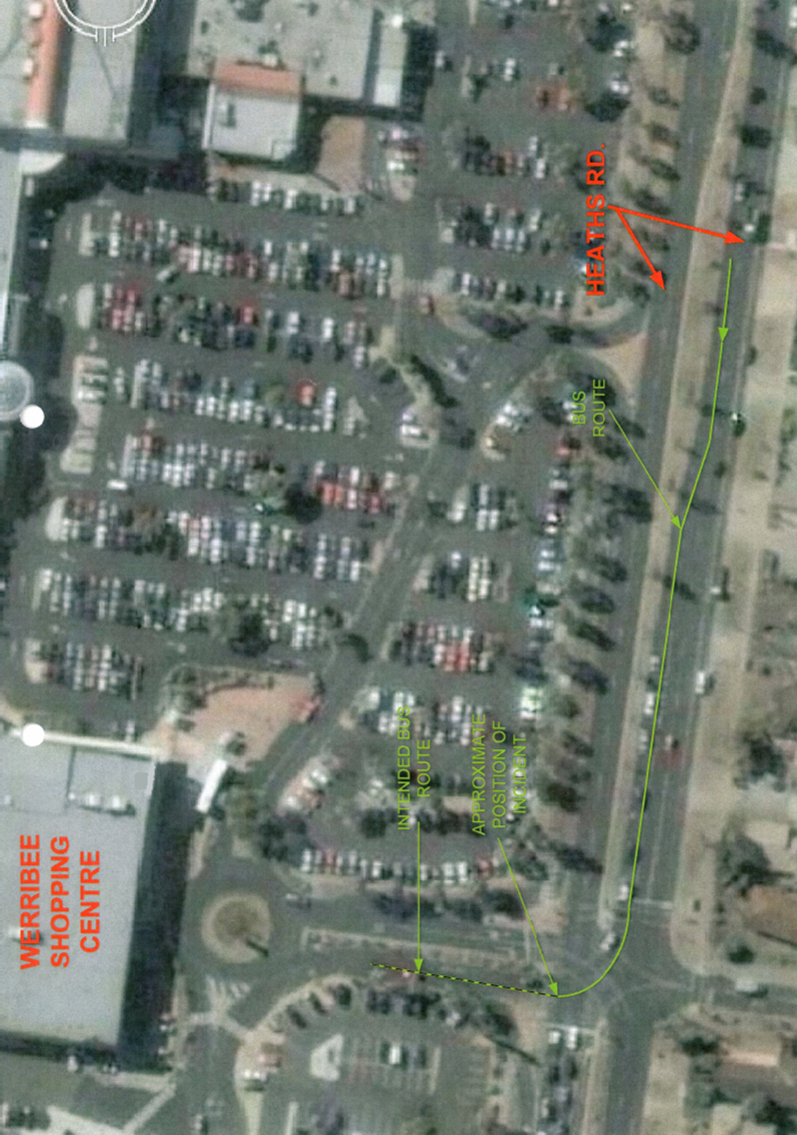 HEATHS RD.
BUS
ROUTE
INTENDED BUS
ROUTE
APPROXIMATE
POSITION OF
INCIDENT
WERRIBEE
SHOPPING
CENTRE